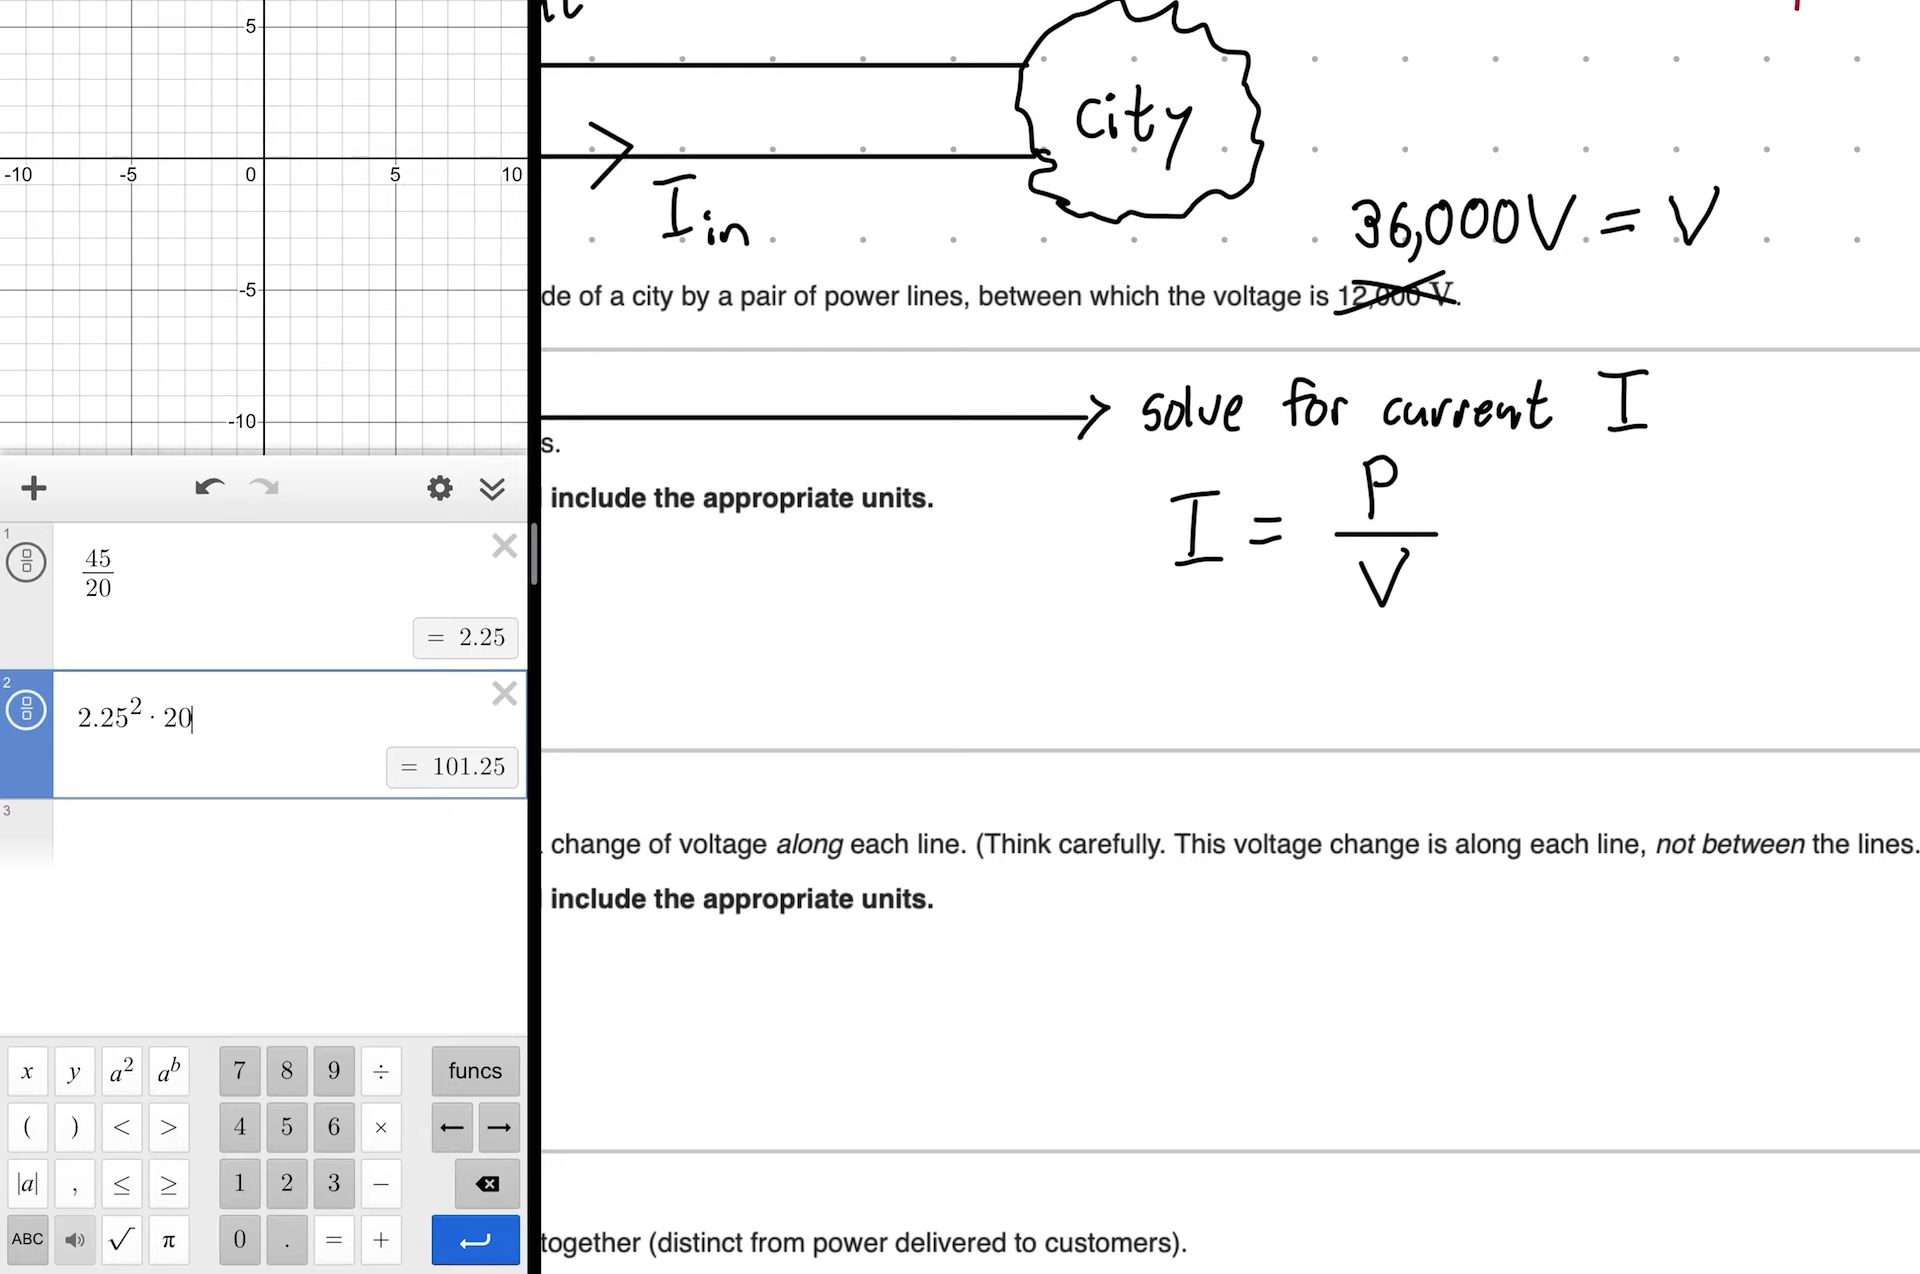 5
-10 -5 0 5 10
-5
-10
1
45
20
= 2.25
2
2.25² · 20
= 101.25
3
x y a² aᵇ 7 8 9 ÷ funcs
( ) < > 4 5 6 × ← →
|a| , ≤ ≥ 1 2 3 −
ABC √ π 0 . = +
City
I in
36,000V = V
de of a city by a pair of power lines, between which the voltage is 12,000 V.
solve for current I
s.
include the appropriate units.
I = P
V
change of voltage along each line. (Think carefully. This voltage change is along each line, not between the lines.
include the appropriate units.
together (distinct from power delivered to customers).